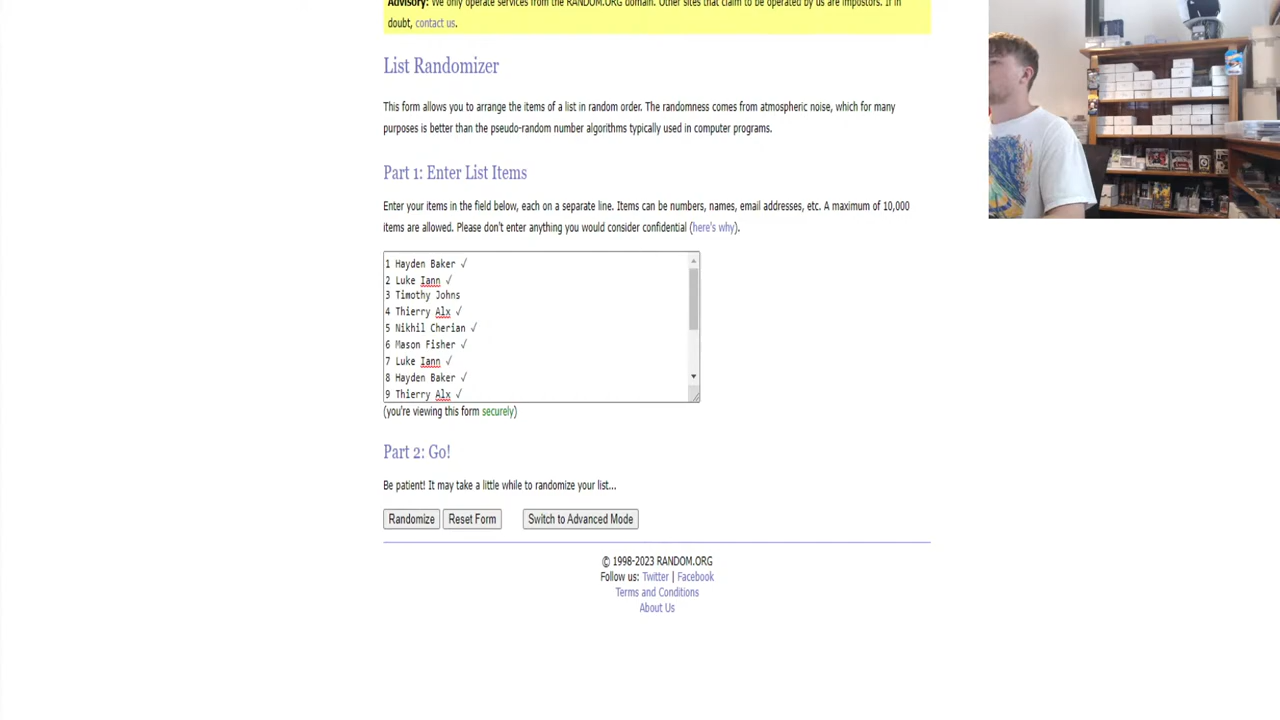 Advisory: We only operate services from the RANDOM.ORG domain. Other sites that claim to be operated by us are impostors. If in
doubt, contact us.
List Randomizer
This form allows you to arrange the items of a list in random order. The randomness comes from atmospheric noise, which for many
purposes is better than the pseudo-random number algorithms typically used in computer programs.
Part 1: Enter List Items
Enter your items in the field below, each on a separate line. Items can be numbers, names, email addresses, etc. A maximum of 10,000
items are allowed. Please don't enter anything you would consider confidential (here's why).
1 Hayden Baker √
2 Luke Iann √
3 Timothy Johns
4 Thierry Alx √
5 Nikhil Cherian √
6 Mason Fisher √
7 Luke Iann √
8 Hayden Baker √
9 Thierry Alx √
(you're viewing this form securely)
Part 2: Go!
Be patient! It may take a little while to randomize your list...
Randomize Reset Form Switch to Advanced Mode
© 1998-2023 RANDOM.ORG
Follow us: Twitter | Facebook
Terms and Conditions
About Us